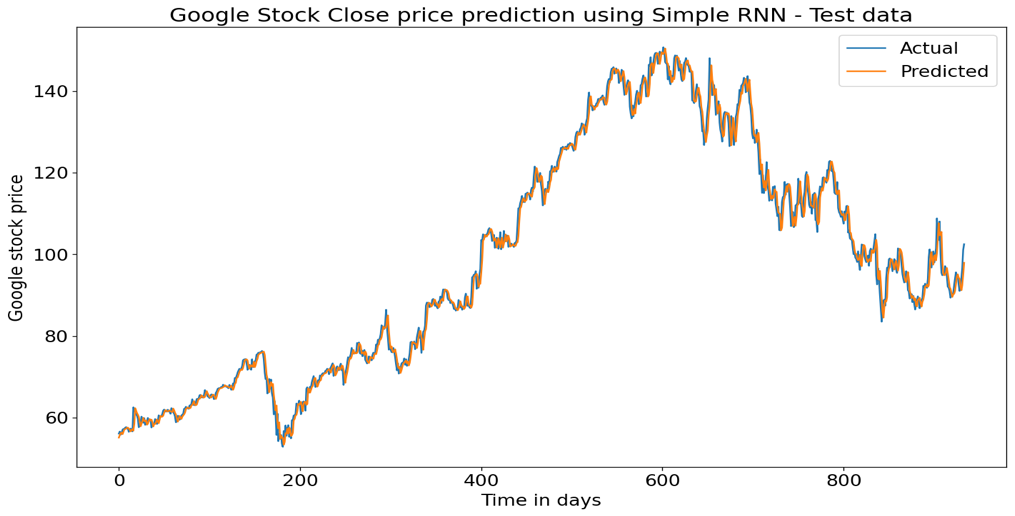 Google Stock Close price prediction using Simple RNN - Test data
Actual
Predicted
Google stock price
140
120
100
80
60
0 200 400 600 800
Time in days